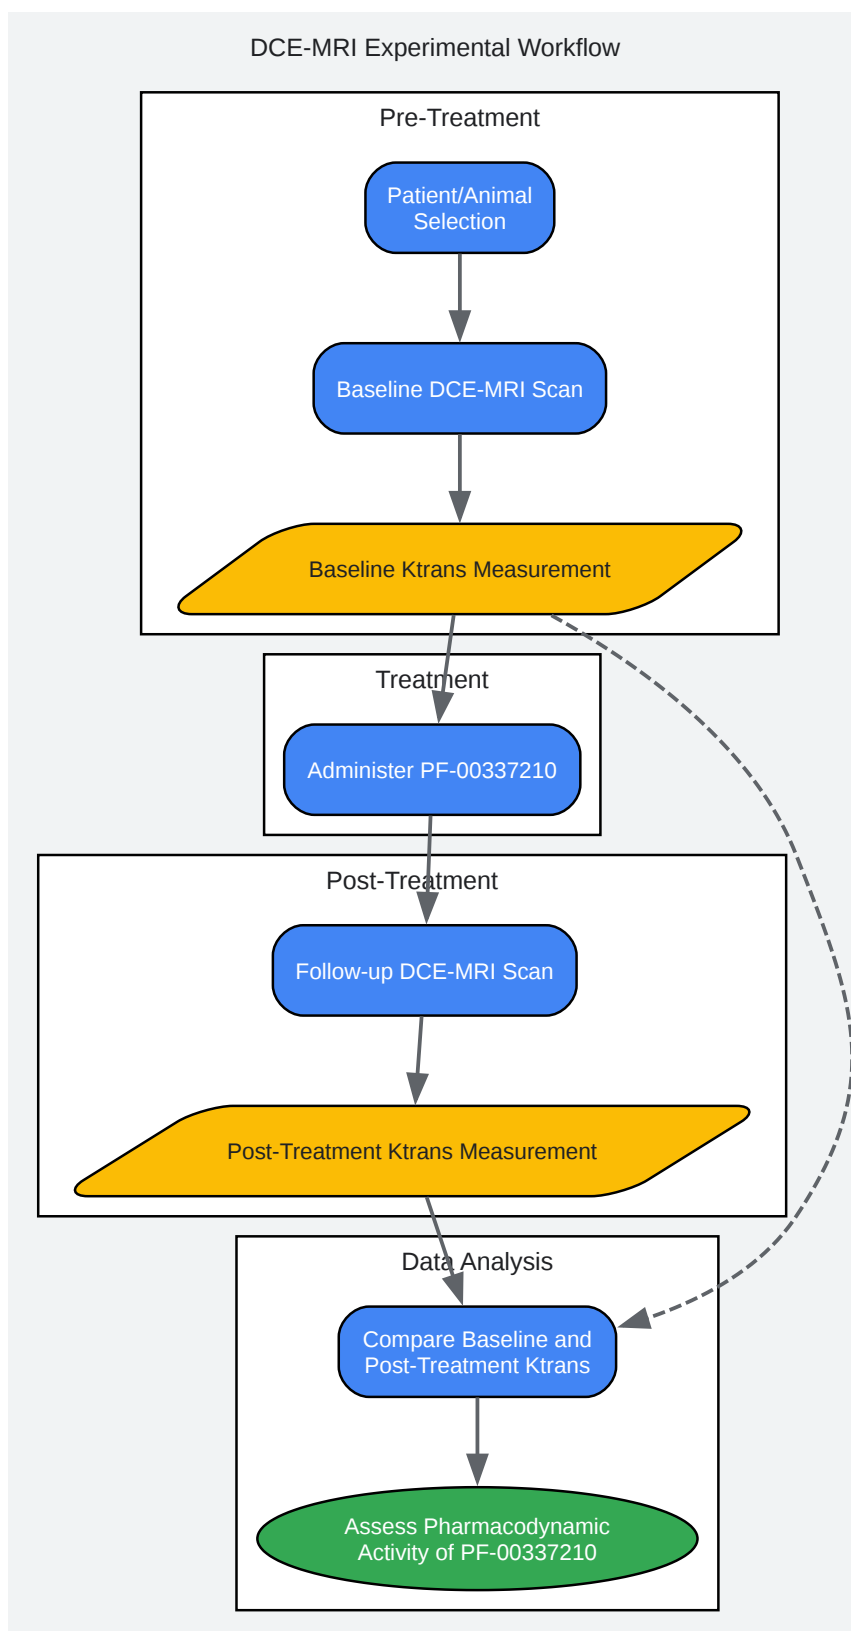 DCE-MRI Experimental Workflow
Pre-Treatment
Patient/Animal
Selection
Baseline DCE-MRI Scan
Baseline Ktrans Measurement
Treatment
Administer PF-00337210
Post-Treatment
Follow-up DCE-MRI Scan
Post-Treatment Ktrans Measurement
Data Analysis
Compare Baseline and
Post-Treatment Ktrans
Assess Pharmacodynamic
Activity of PF-00337210